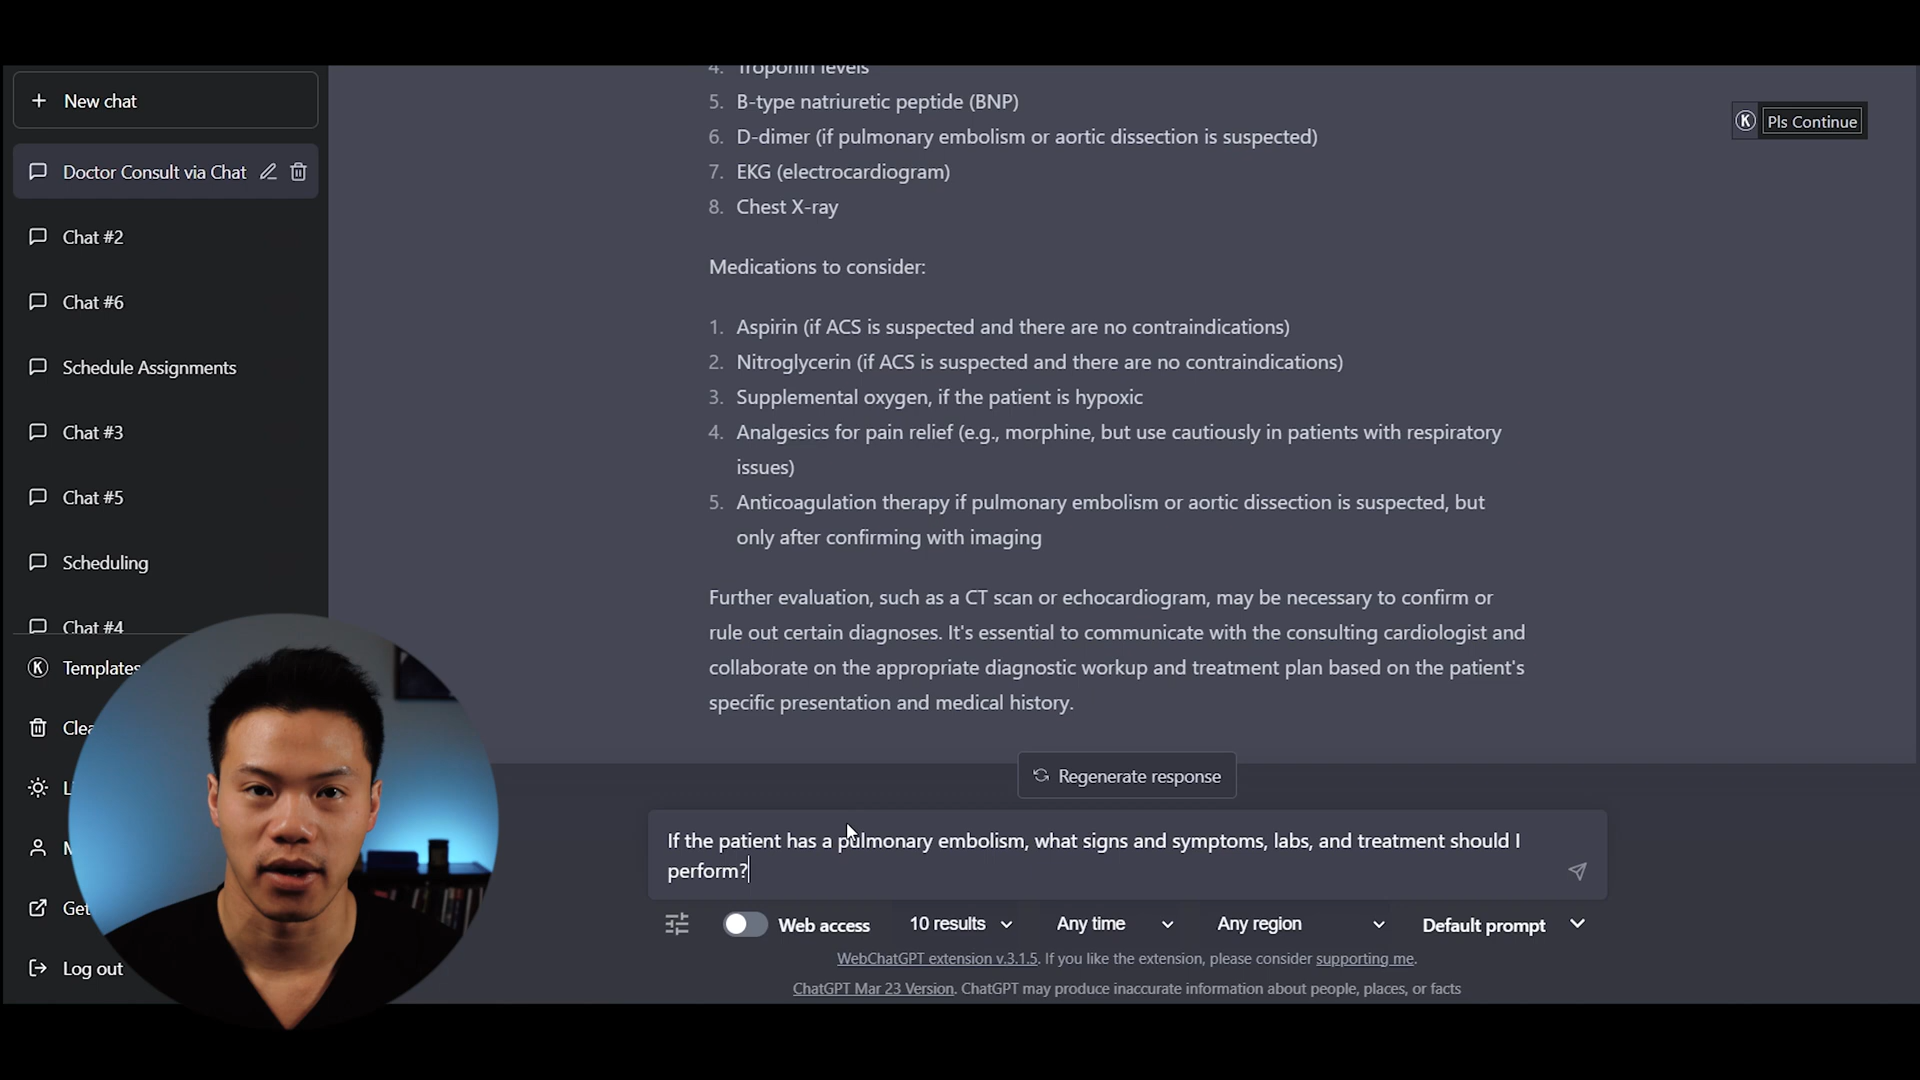 New chat
Doctor Consult via Chat
Chat #2
Chat #6
Schedule Assignments
Chat #3
Chat #5
Scheduling
Chat #4
Templates
Log out
4. Troponin levels
5. B-type natriuretic peptide (BNP)
6. D-dimer (if pulmonary embolism or aortic dissection is suspected)
7. EKG (electrocardiogram)
8. Chest X-ray
K Pls Continue
Medications to consider:
1. Aspirin (if ACS is suspected and there are no contraindications)
2. Nitroglycerin (if ACS is suspected and there are no contraindications)
3. Supplemental oxygen, if the patient is hypoxic
4. Analgesics for pain relief (e.g., morphine, but use cautiously in patients with respiratory
issues)
5. Anticoagulation therapy if pulmonary embolism or aortic dissection is suspected, but
only after confirming with imaging
Further evaluation, such as a CT scan or echocardiogram, may be necessary to confirm or
rule out certain diagnoses. It's essential to communicate with the consulting cardiologist and
collaborate on the appropriate diagnostic workup and treatment plan based on the patient's
specific presentation and medical history.
Regenerate response
If the patient has a pulmonary embolism, what signs and symptoms, labs, and treatment should I
perform?
Web access 10 results Any time Any region Default prompt
WebChatGPT extension v.3.1.5. If you like the extension, please consider supporting me.
ChatGPT Mar 23 Version. ChatGPT may produce inaccurate information about people, places, or facts